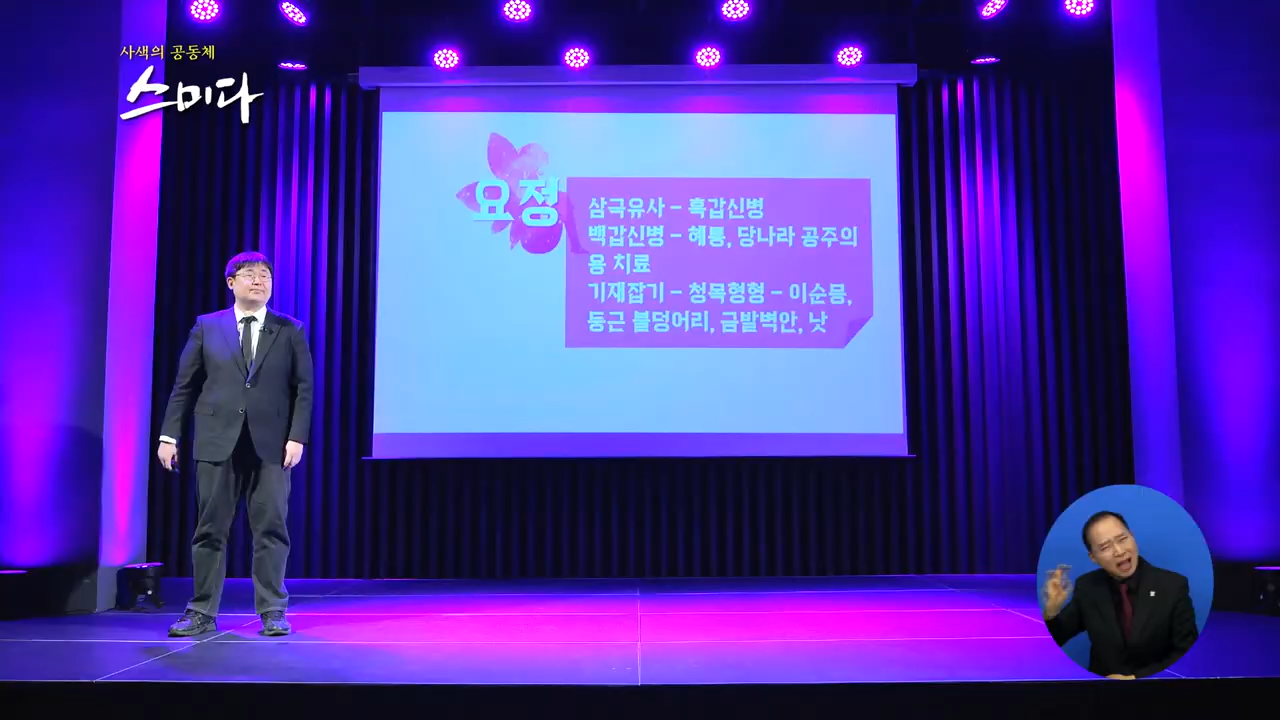 사색의 공동체
스미다
요정
삼국유사 – 흑갑신병
백갑신병 – 혜통, 당나라 공주의
용 치료
기재잡기 – 청목형형 – 이순몽,
둥근 불덩어리, 금발벽안, 낫